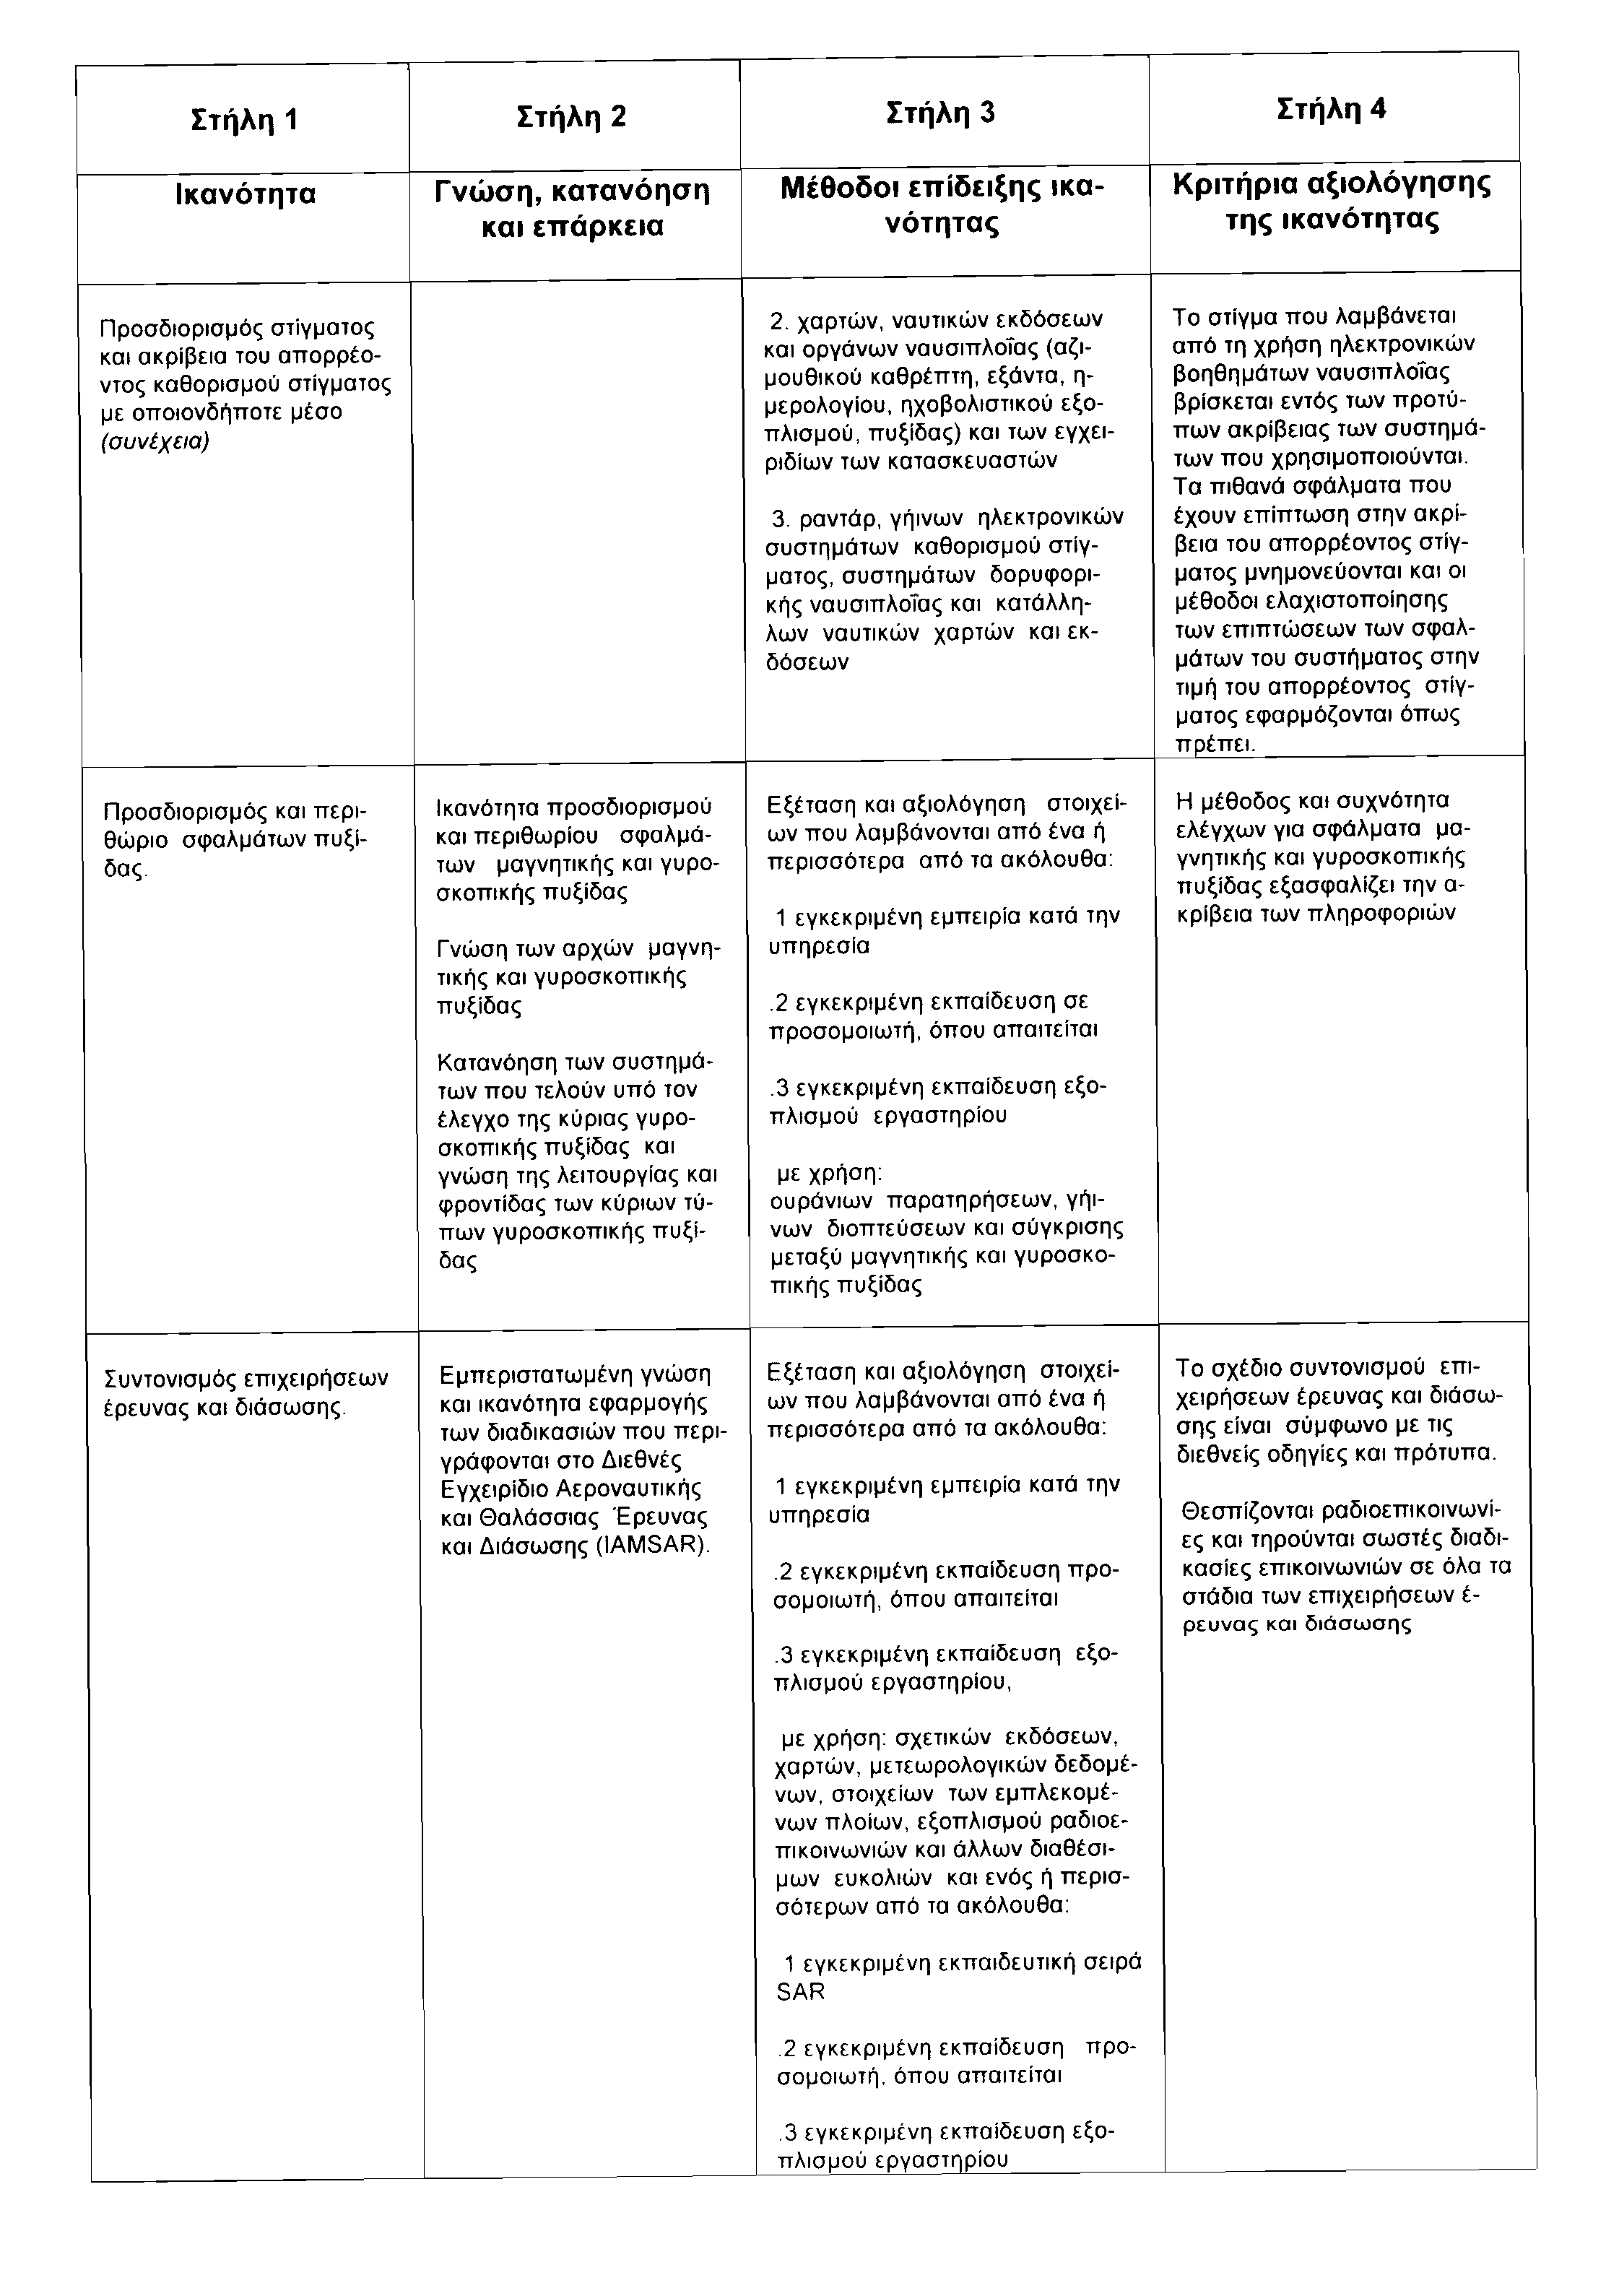 Στήλη 1
Στήλη 2
Στήλη 3
Στήλη 4
Ικανότητα
Γνώση, κατανόηση
και επάρκεια
Μέθοδοι επίδειξης ικα-
νότητας
Κριτήρια αξιολόγησης
της ικανότητας
Προσδιορισμός στίγματος
και ακρίβεια του απορρέο-
ντος καθορισμού στίγματος
με οποιονδήποτε μέσο
(συνέχεια)
2. χαρτών, ναυτικών εκδόσεων
και οργάνων ναυσιπλοΐας (αζι-
μουθικού καθρέπτη, εξάντα, η-
μερολογίου, ηχοβολιστικού εξο-
πλισμού, πυξίδας) και των εγχει-
ριδίων των κατασκευαστών
3. ραντάρ, γήινων ηλεκτρονικών
συστημάτων καθορισμού στίγ-
ματος, συστημάτων δορυφορι-
κής ναυσιπλοΐας και κατάλλη-
λων ναυτικών χαρτών και εκ-
δόσεων
Το στίγμα που λαμβάνεται
από τη χρήση ηλεκτρονικών
βοηθημάτων ναυσιπλοΐας
βρίσκεται εντός των προτύ-
πων ακρίβειας των συστημά-
των που χρησιμοποιούνται.
Τα πιθανά σφάλματα που
έχουν επίπτωση στην ακρί-
βεια του απορρέοντος στίγ-
ματος μνημονεύονται και οι
μέθοδοι ελαχιστοποίησης
των επιπτώσεων των σφαλ-
μάτων του συστήματος στην
τιμή του απορρέοντος στίγ-
ματος εφαρμόζονται όπως
πρέπει.
Προσδιορισμός και περι-
θώριο σφαλμάτων πυξί-
δας.
Ικανότητα προσδιορισμού
και περιθωρίου σφαλμά-
των μαγνητικής και γυρο-
σκοπικής πυξίδας
Γνώση των αρχών μαγνη-
τικής και γυροσκοπικής
πυξίδας
Κατανόηση των συστημά-
των που τελούν υπό τον
έλεγχο της κύριας γυρο-
σκοπικής πυξίδας και
γνώση της λειτουργίας και
φροντίδας των κύριων τύ-
πων γυροσκοπικής πυξί-
δας
Εξέταση και αξιολόγηση στοιχεί-
ων που λαμβάνονται από ένα ή
περισσότερα από τα ακόλουθα:
1 εγκεκριμένη εμπειρία κατά την
υπηρεσία
.2 εγκεκριμένη εκπαίδευση σε
προσομοιωτή, όπου απαιτείται
.3 εγκεκριμένη εκπαίδευση εξο-
πλισμού εργαστηρίου
με χρήση:
ουράνιων παρατηρήσεων, γήι-
νων διοπτεύσεων και σύγκρισης
μεταξύ μαγνητικής και γυροσκο-
πικής πυξίδας
Η μέθοδος και συχνότητα
ελέγχων για σφάλματα μα-
γνητικής και γυροσκοπικής
πυξίδας εξασφαλίζει την α-
κρίβεια των πληροφοριών
Συντονισμός επιχειρήσεων
έρευνας και διάσωσης.
Εμπεριστατωμένη γνώση
και ικανότητα εφαρμογής
των διαδικασιών που περι-
γράφονται στο Διεθνές
Εγχειρίδιο Αεροναυτικής
και Θαλάσσιας Έρευνας
και Διάσωσης (IAMSAR).
Εξέταση και αξιολόγηση στοιχεί-
ων που λαμβάνονται από ένα ή
περισσότερα από τα ακόλουθα:
1 εγκεκριμένη εμπειρία κατά την
υπηρεσία
.2 εγκεκριμένη εκπαίδευση προ-
σομοιωτή, όπου απαιτείται
.3 εγκεκριμένη εκπαίδευση εξο-
πλισμού εργαστηρίου,
με χρήση: σχετικών εκδόσεων,
χαρτών, μετεωρολογικών δεδομέ-
νων, στοιχείων των εμπλεκομέ-
νων πλοίων, εξοπλισμού ραδιοε-
πικοινωνιών και άλλων διαθέσι-
μων ευκολιών και ενός ή περισ-
σότερων από τα ακόλουθα:
1 εγκεκριμένη εκπαιδευτική σειρά
SAR
.2 εγκεκριμένη εκπαίδευση προ-
σομοιωτή, όπου απαιτείται
.3 εγκεκριμένη εκπαίδευση εξο-
πλισμού εργαστηρίου
Το σχέδιο συντονισμού επι-
χειρήσεων έρευνας και διάσω-
σης είναι σύμφωνο με τις
διεθνείς οδηγίες και πρότυπα.
Θεσπίζονται ραδιοεπικοινωνί-
ες και τηρούνται σωστές διαδι-
κασίες επικοινωνιών σε όλα τα
στάδια των επιχειρήσεων έ-
ρευνας και διάσωσης